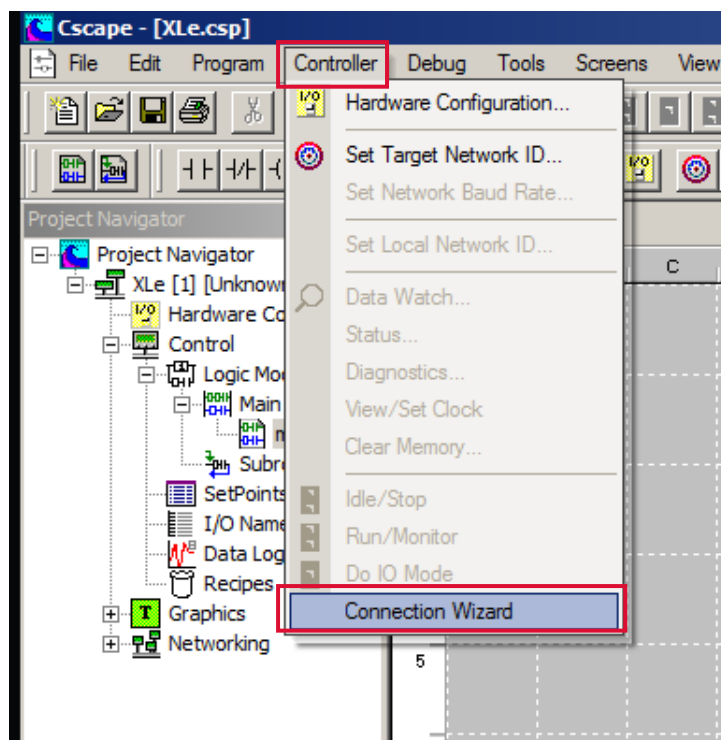 Cscape - [XLe.csp]
File Edit Program Controller Debug Tools Screens View
Hardware Configuration...
Set Target Network ID...
Set Network Baud Rate...
Set Local Network ID...
Data Watch...
Status...
Diagnostics...
View/Set Clock
Clear Memory...
Idle/Stop
Run/Monitor
Do IO Mode
Connection Wizard
Project Navigator
Project Navigator
XLe [1] [Unknown
Hardware Co
Control
Logic Mo
Main
Subro
SetPoints
I/O Name
Data Log
Recipes
T Graphics
Networking
C
5